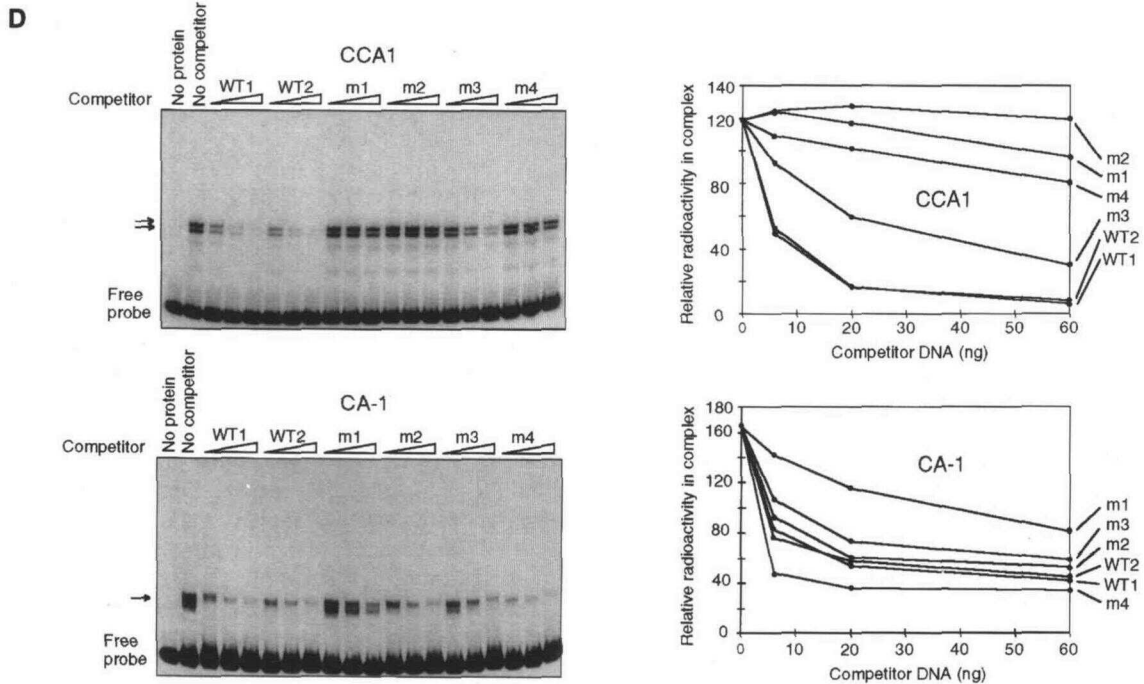 D
No protein
No competitor
CCA1
Competitor WT1 WT2 m1 m2 m3 m4
Free
probe
Relative radioactivity in complex
140
120
80
40
0
CCA1
m2
m1
m4
m3
WT2
WT1
0 10 20 30 40 50 60
Competitor DNA (ng)
No protein
No competitor
CA-1
Competitor WT1 WT2 m1 m2 m3 m4
Free
probe
Relative radioactivity in complex
180
160
120
80
40
0
CA-1
m1
m3
m2
WT2
WT1
m4
0 10 20 30 40 50 60
Competitor DNA (ng)